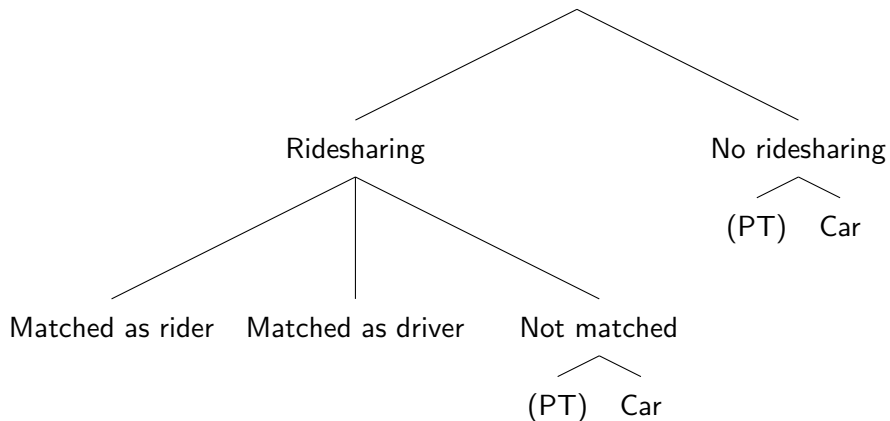 Ridesharing No ridesharing
(PT) Car
Matched as rider Matched as driver Not matched
(PT) Car